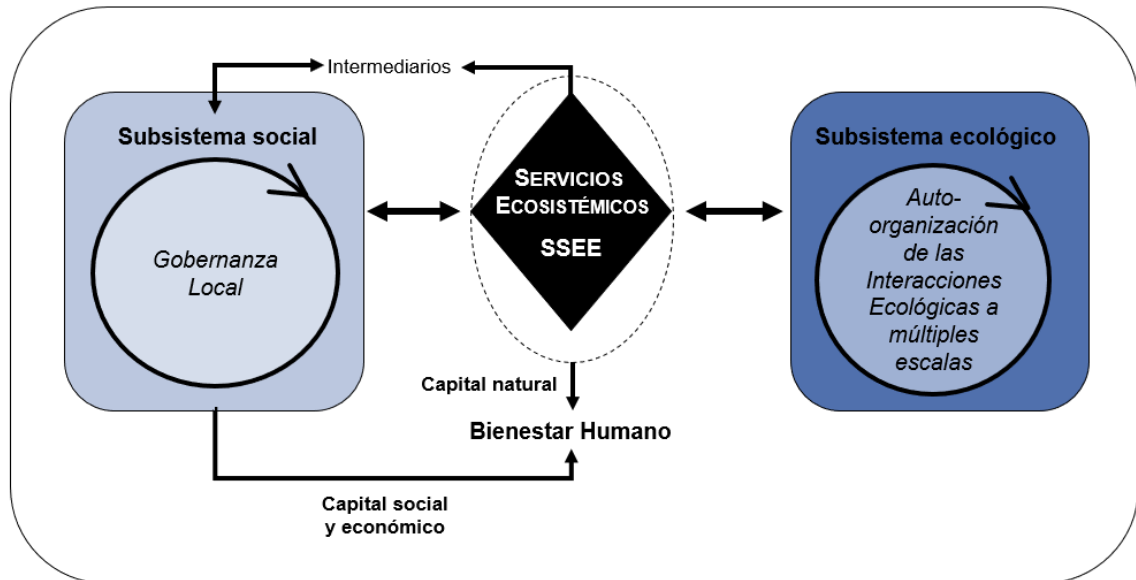 Intermediarios
Subsistema social
Gobernanza
Local
SERVICIOS
ECOSISTÉMICOS
SSEE
Subsistema ecológico
Auto-
organización
de las
Interacciones
Ecológicas a
múltiples
escalas
Capital natural
Bienestar Humano
Capital social
y económico